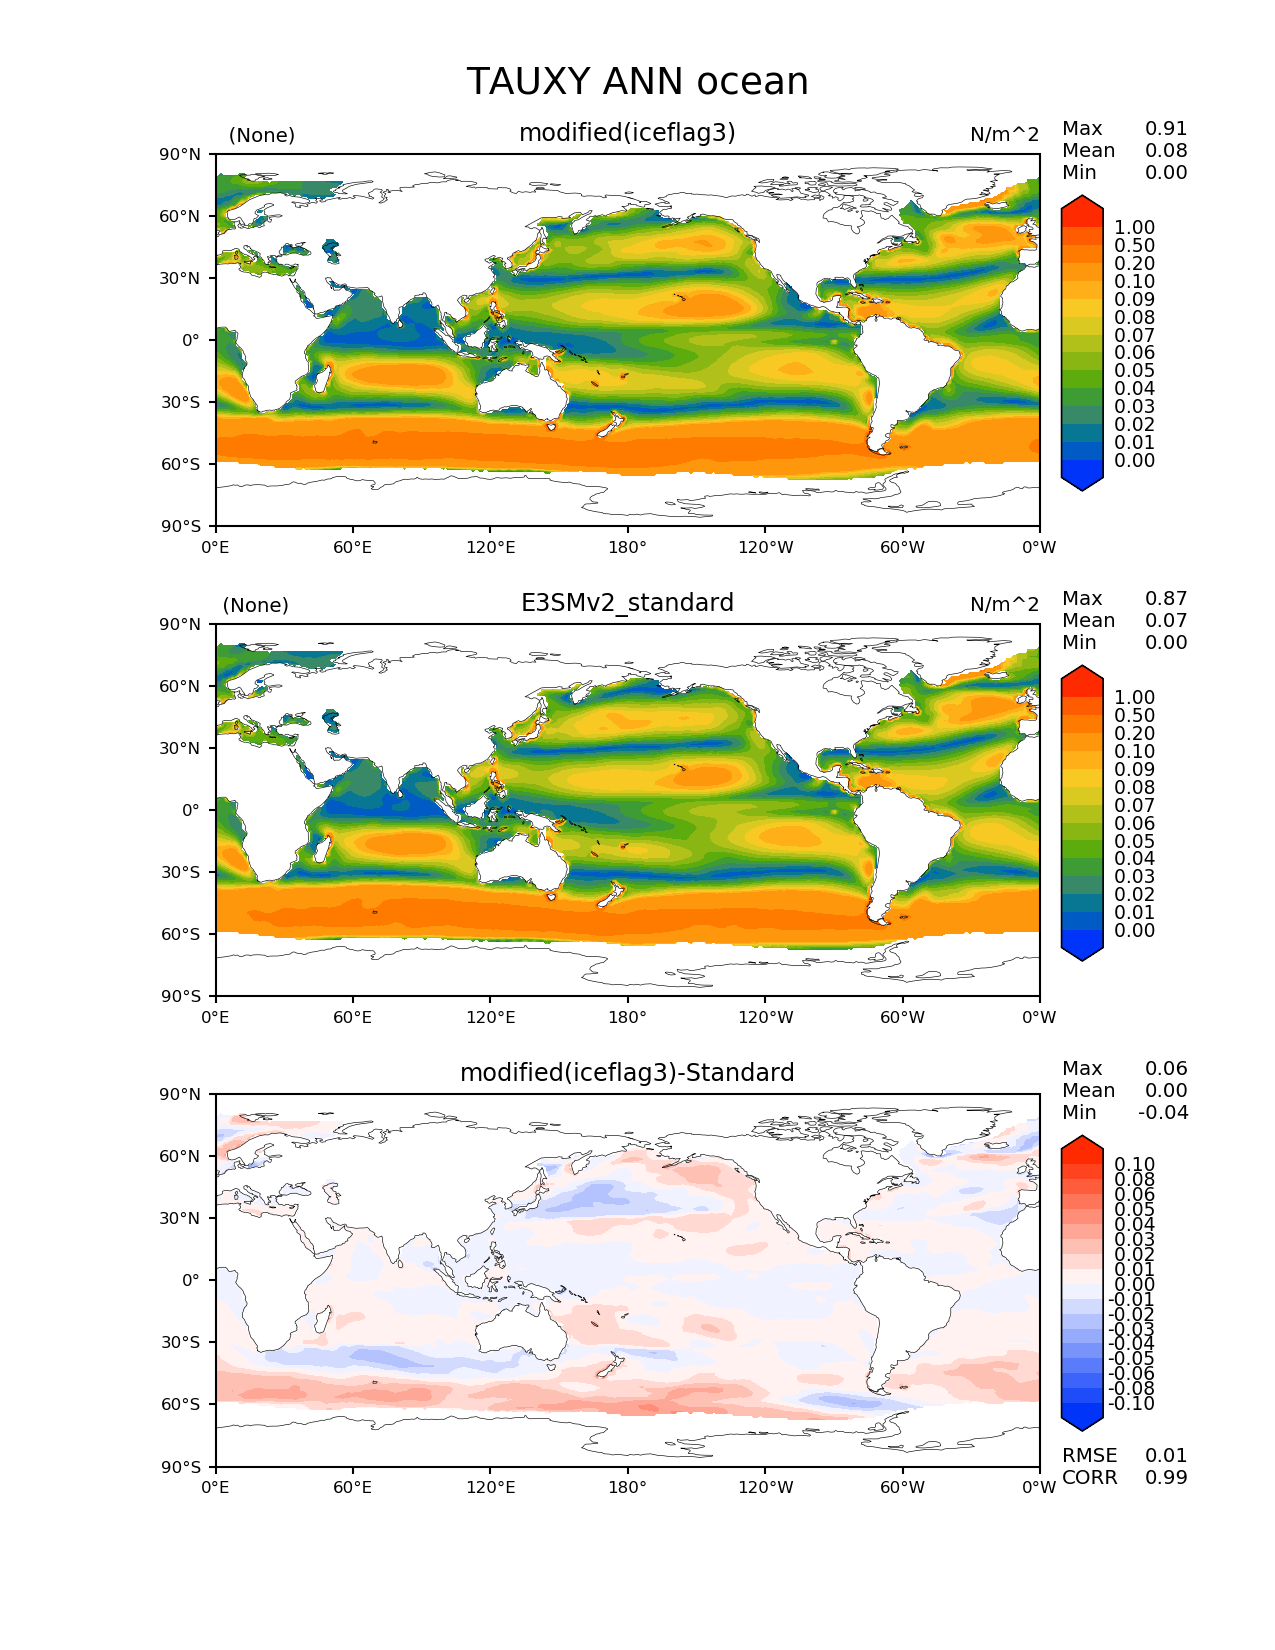 TAUXY ANN ocean
(None) modified(iceflag3) N/m^2
Max 0.91
Mean 0.08
Min 0.00
90°N
60°N
30°N
0°
30°S
60°S
90°S
0°E 60°E 120°E 180° 120°W 60°W 0°W
1.00
0.50
0.20
0.10
0.09
0.08
0.07
0.06
0.05
0.04
0.03
0.02
0.01
0.00
(None) E3SMv2_standard N/m^2
Max 0.87
Mean 0.07
Min 0.00
90°N
60°N
30°N
0°
30°S
60°S
90°S
0°E 60°E 120°E 180° 120°W 60°W 0°W
1.00
0.50
0.20
0.10
0.09
0.08
0.07
0.06
0.05
0.04
0.03
0.02
0.01
0.00
modified(iceflag3)-Standard
Max 0.06
Mean 0.00
Min -0.04
90°N
60°N
30°N
0°
30°S
60°S
90°S
0°E 60°E 120°E 180° 120°W 60°W 0°W
0.10
0.08
0.06
0.05
0.04
0.03
0.02
0.01
0.00
-0.01
-0.02
-0.03
-0.04
-0.05
-0.06
-0.08
-0.10
RMSE 0.01
CORR 0.99